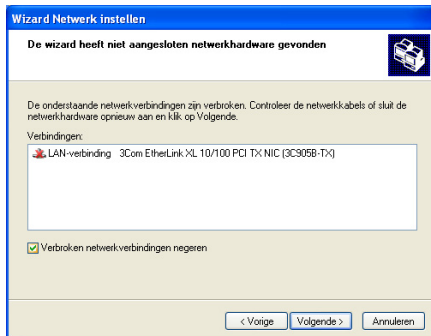 Wizard Netwerk instellen
De wizard heeft niet aangesloten netwerkhardware gevonden
De onderstaande netwerkverbindingen zijn verbroken. Controleer de netwerkkabels of sluit de
netwerkhardware opnieuw aan en klik op Volgende.
Verbindingen:
LAN-verbinding 3Com EtherLink XL 10/100 PCI TX NIC (3C905B-TX)
Verbroken netwerkverbindingen negeren
< Vorige Volgende > Annuleren